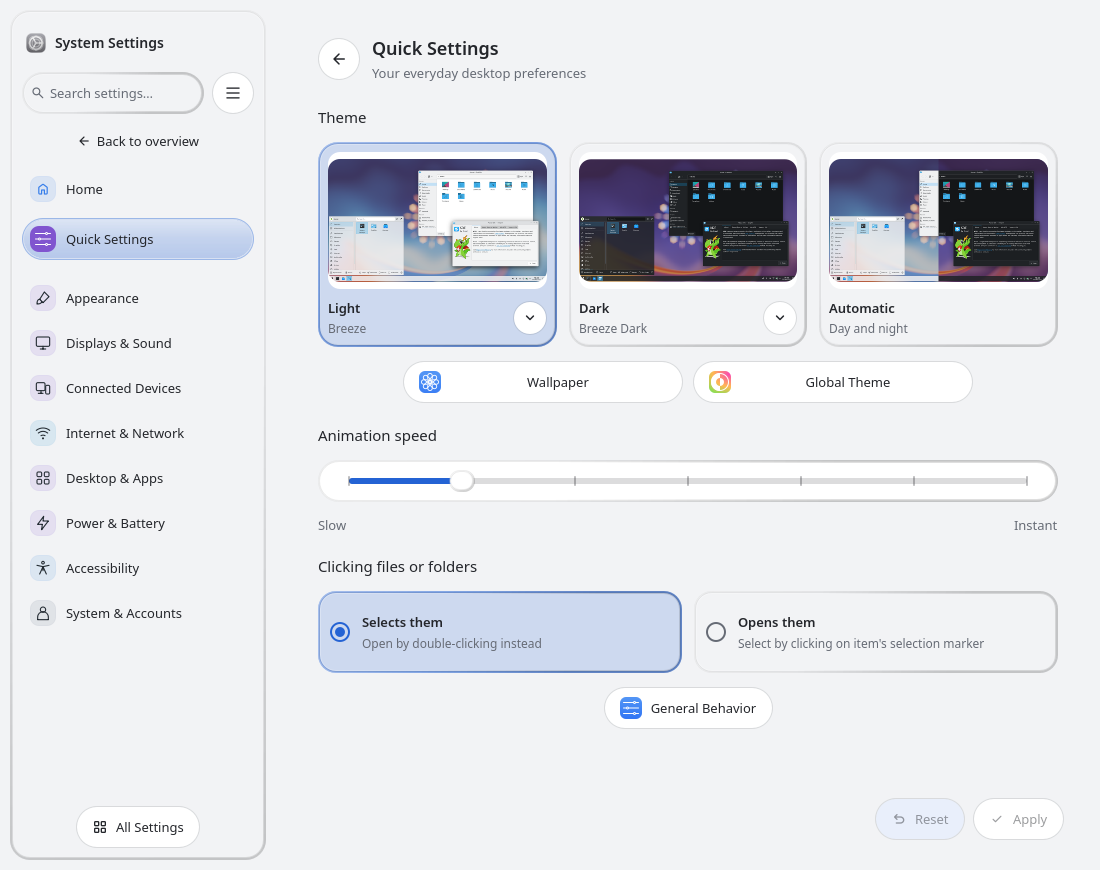 System Settings
Search settings...
Back to overview
Home
Quick Settings
Appearance
Displays & Sound
Connected Devices
Internet & Network
Desktop & Apps
Power & Battery
Accessibility
System & Accounts
All Settings
Quick Settings
Your everyday desktop preferences
Theme
Light
Breeze
Dark
Breeze Dark
Automatic
Day and night
Wallpaper
Global Theme
Animation speed
Slow
Instant
Clicking files or folders
Selects them
Open by double-clicking instead
Opens them
Select by clicking on item's selection marker
General Behavior
Reset
Apply